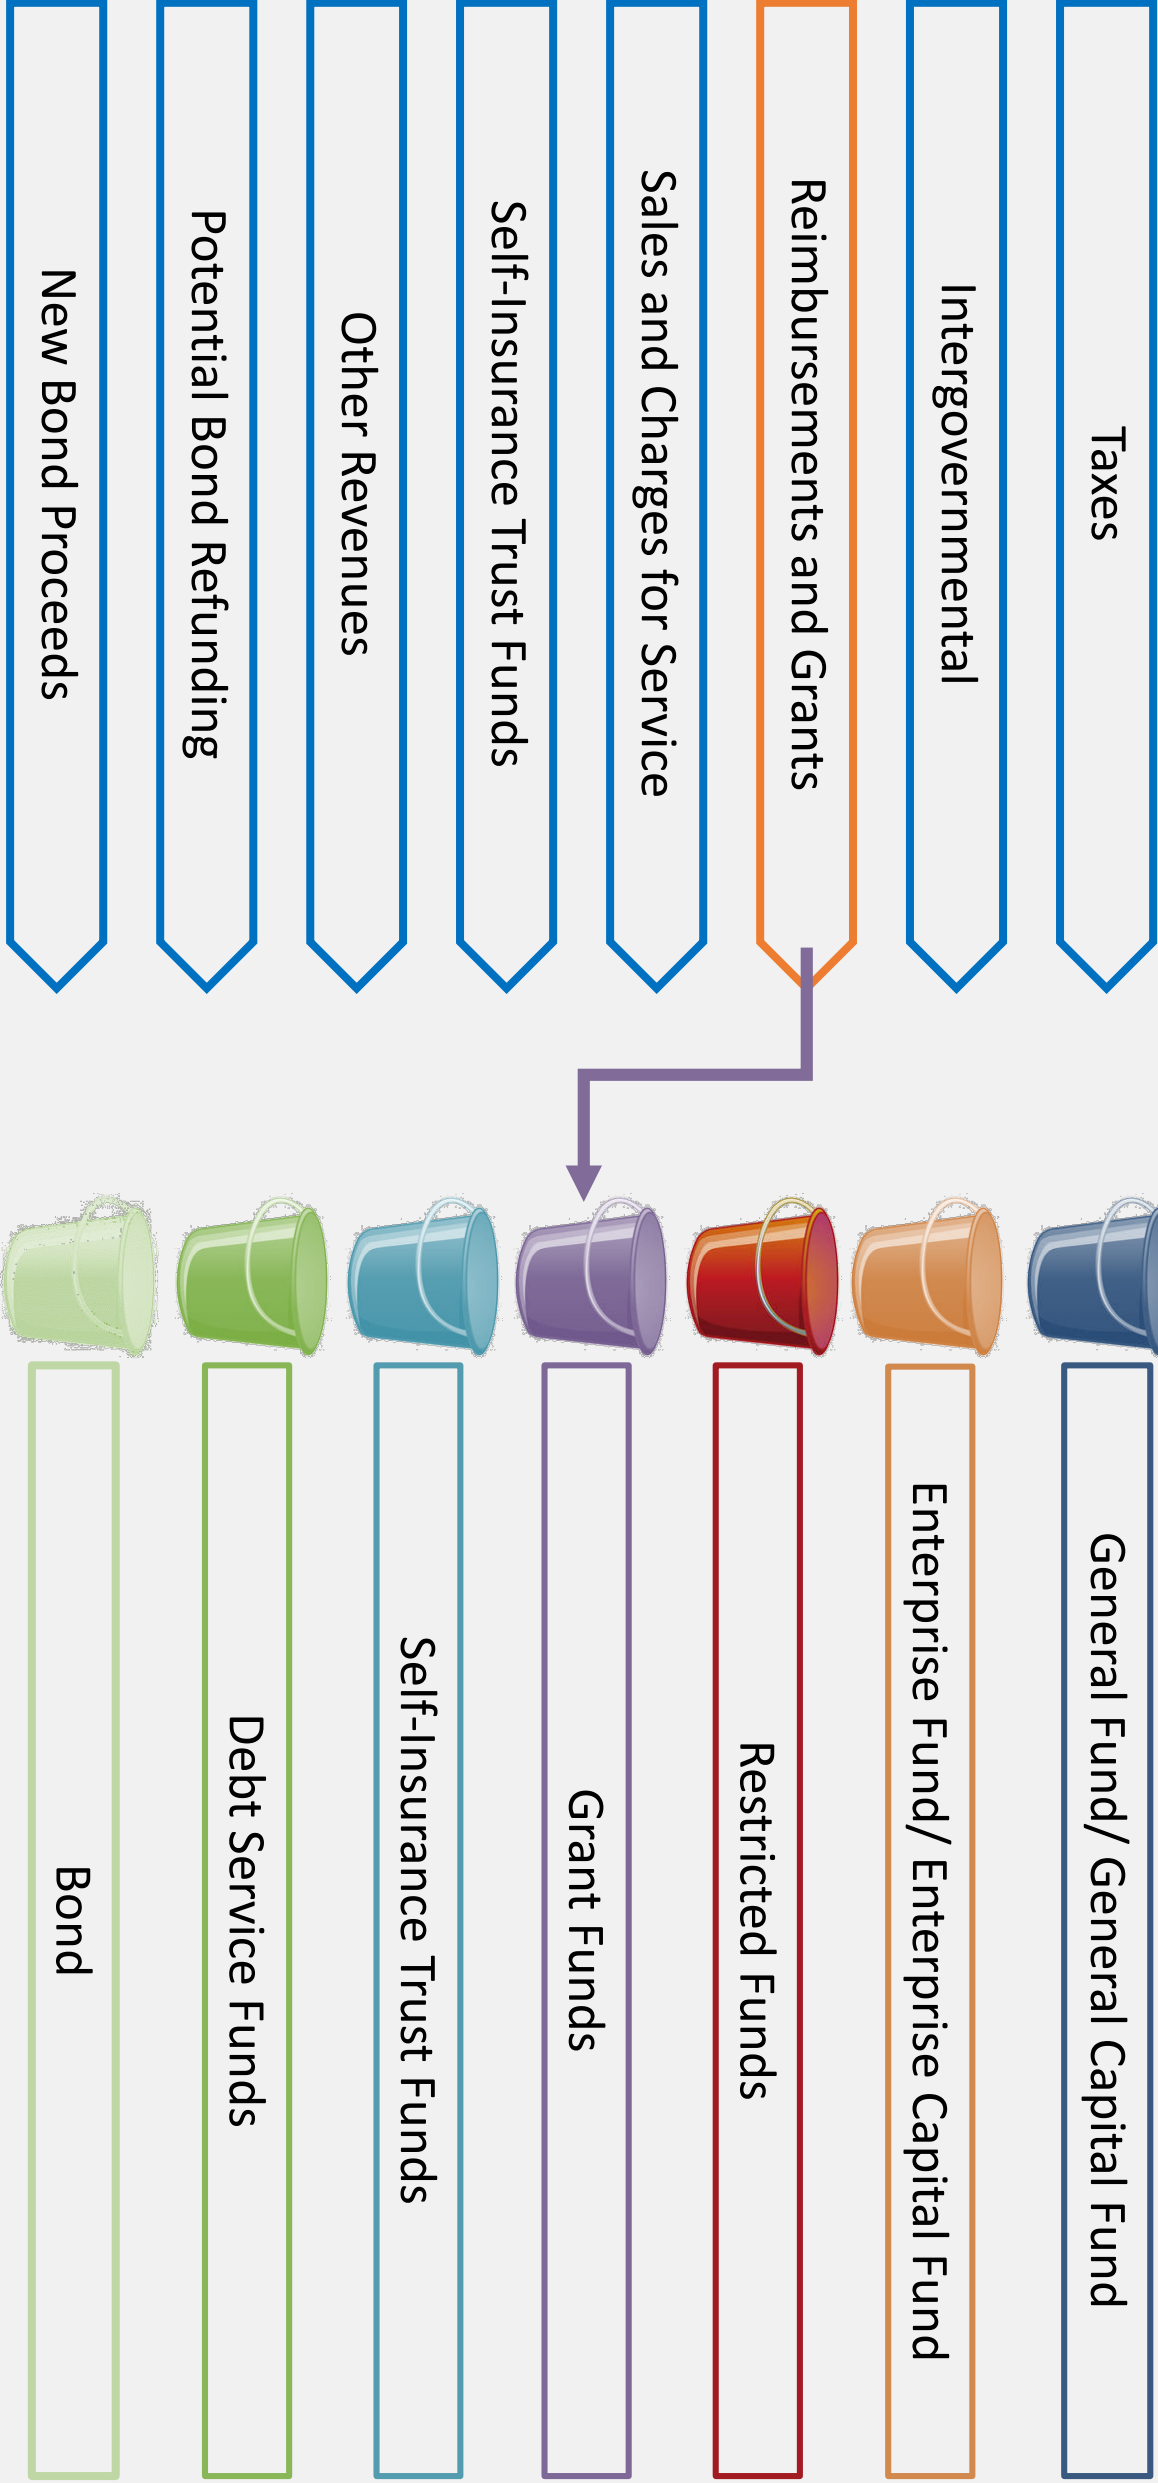 Taxes
Intergovernmental
Reimbursements and Grants
Sales and Charges for Service
Self-Insurance Trust Funds
Other Revenues
Potential Bond Refunding
New Bond Proceeds
General Fund/ General Capital Fund
Enterprise Fund/ Enterprise Capital Fund
Restricted Funds
Grant Funds
Self-Insurance Trust Funds
Debt Service Funds
Bond